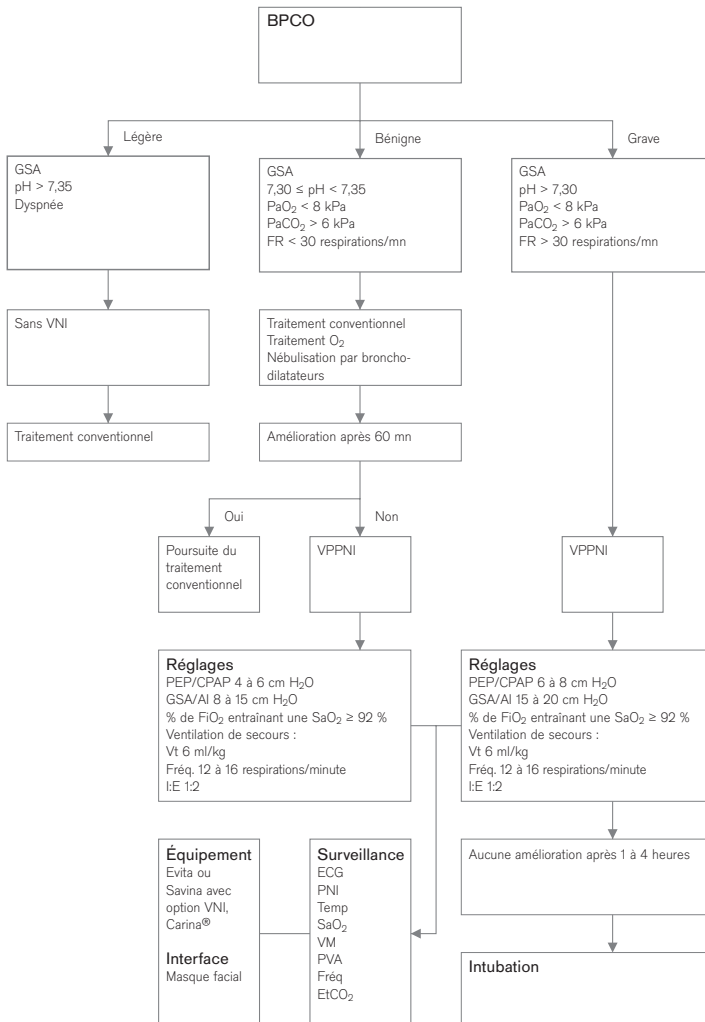 BPCO
Légère
Bénigne
Grave
GSA
pH > 7,35
Dyspnée
GSA
7,30 ≤ pH < 7,35
PaO₂ < 8 kPa
PaCO₂ > 6 kPa
FR < 30 respirations/mn
GSA
pH > 7,30
PaO₂ < 8 kPa
PaCO₂ > 6 kPa
FR > 30 respirations/mn
Sans VNI
Traitement conventionnel
Traitement O₂
Nébulisation par broncho-
dilatateurs
Traitement conventionnel
Amélioration après 60 mn
Oui
Non
Poursuite du
traitement
conventionnel
VPPNI
VPPNI
Réglages
PEP/CPAP 4 à 6 cm H₂O
GSA/AI 8 à 15 cm H₂O
% de FiO₂ entraînant une SaO₂ ≥ 92 %
Ventilation de secours :
Vt 6 ml/kg
Fréq. 12 à 16 respirations/minute
I:E 1:2
Réglages
PEP/CPAP 6 à 8 cm H₂O
GSA/AI 15 à 20 cm H₂O
% de FiO₂ entraînant une SaO₂ ≥ 92 %
Ventilation de secours :
Vt 6 ml/kg
Fréq. 12 à 16 respirations/minute
I:E 1:2
Équipement
Evita ou
Savina avec
option VNI,
Carina®
Interface
Masque facial
Surveillance
ECG
PNI
Temp
SaO₂
VM
PVA
Fréq
EtCO₂
Aucune amélioration après 1 à 4 heures
Intubation